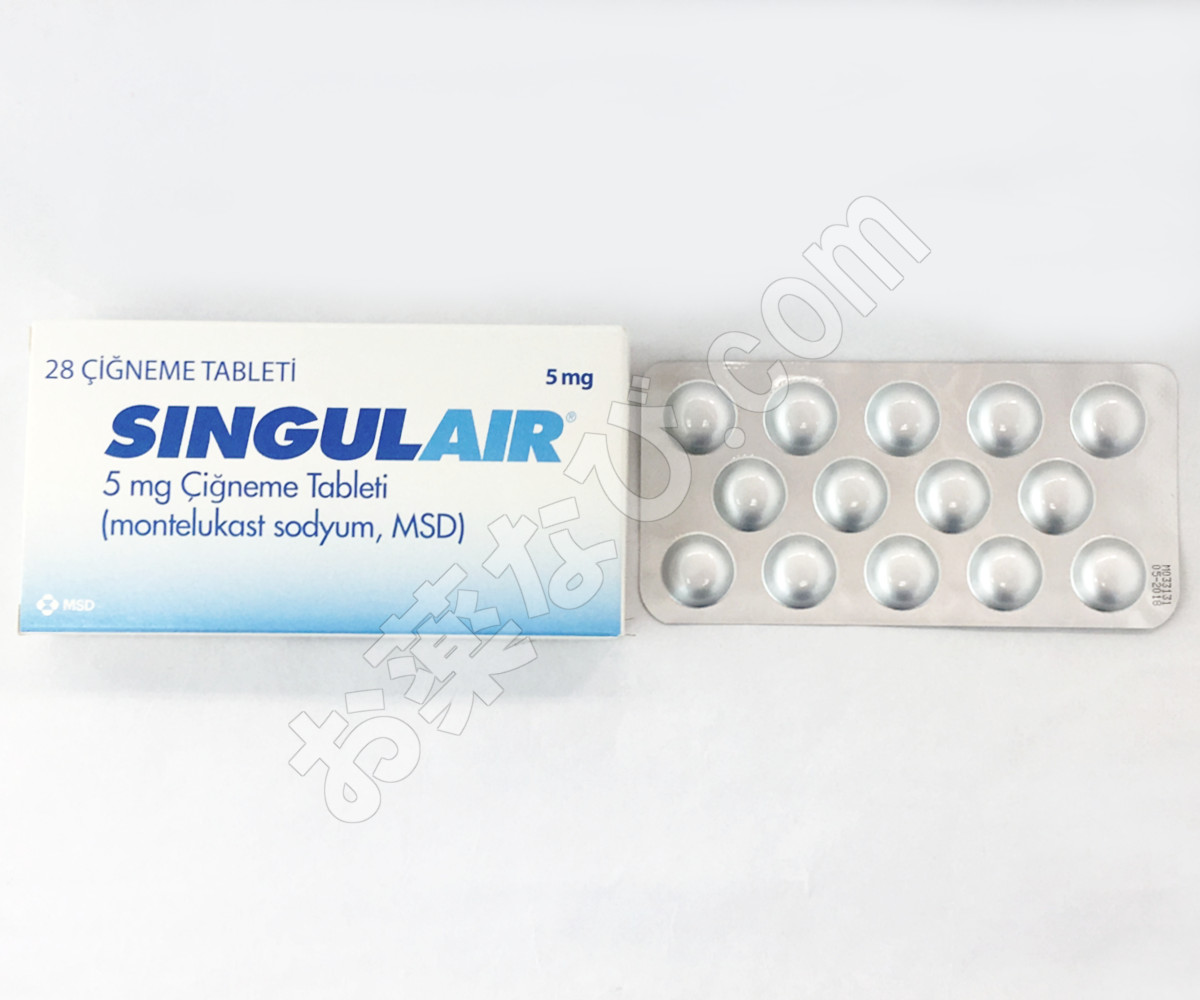 28 ÇİĞNEME TABLETİ
5 mg
SINGULAIR®
5 mg Çiğneme Tableti
(montelukast sodyum, MSD)
MSD
M033131
05-2018
お薬なび.com